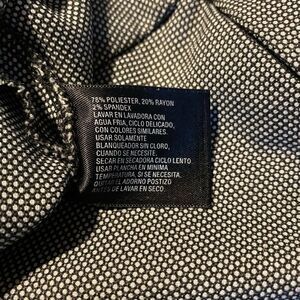 78% POLIESTER, 20% RAYON
2% SPANDEX
LAVAR EN LAVADORA CON
AGUA FRIA, CICLO DELICADO,
CON COLORES SIMILARES.
USAR SOLAMENTE
BLANQUEADOR SIN CLORO,
CUANDO SE NECESITE.
SECAR EN SECADORA CICLO LENTO.
USAR PLANCHA EN MINIMA
TEMPERATURA, SI SE NECESITA.
QUITAR EL ADORNO POSTIZO
ANTES DE LAVAR EN SECO.